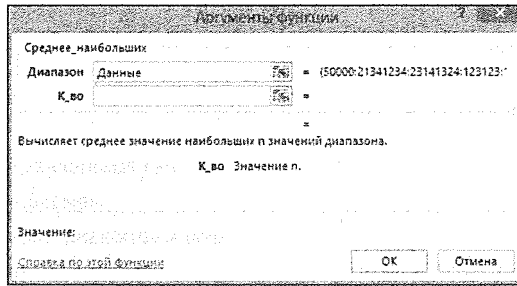 Аргументы функции ?
Среднее_наибольших
Диапазон Данные = {50000:21341234:23141324:123123:
К_во =
=
Вычисляет среднее значение наибольших n значений диапазона.
К_во Значение n.
Значение:
Справка по этой функции ОК Отмена